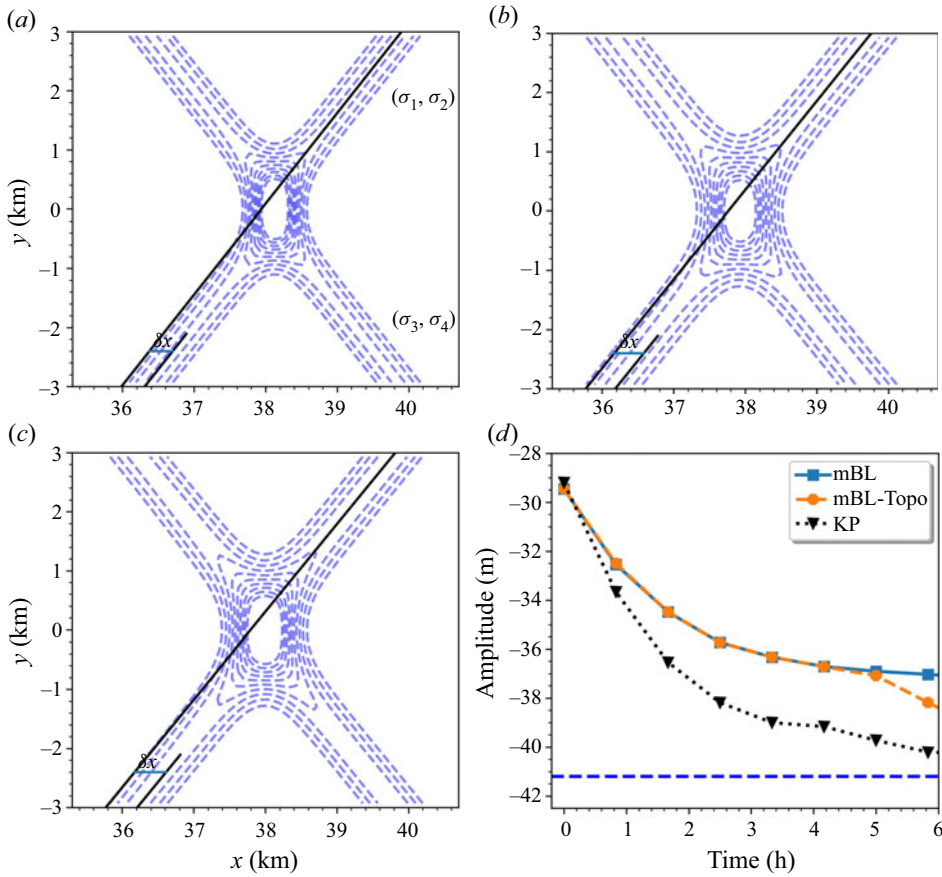 (a)
(b)
3
2
1
0
–1
–2
–3
y (km)
(σ1, σ2)
(σ3, σ4)
δx
36 37 38 39 40
3
2
1
0
–1
–2
–3
δx
36 37 38 39 40
(c)
(d)
3
2
1
0
–1
–2
–3
y (km)
δx
36 37 38 39 40
x (km)
–28
–30
–32
–34
–36
–38
–40
–42
Amplitude (m)
mBL
mBL-Topo
KP
0 1 2 3 4 5 6
Time (h)